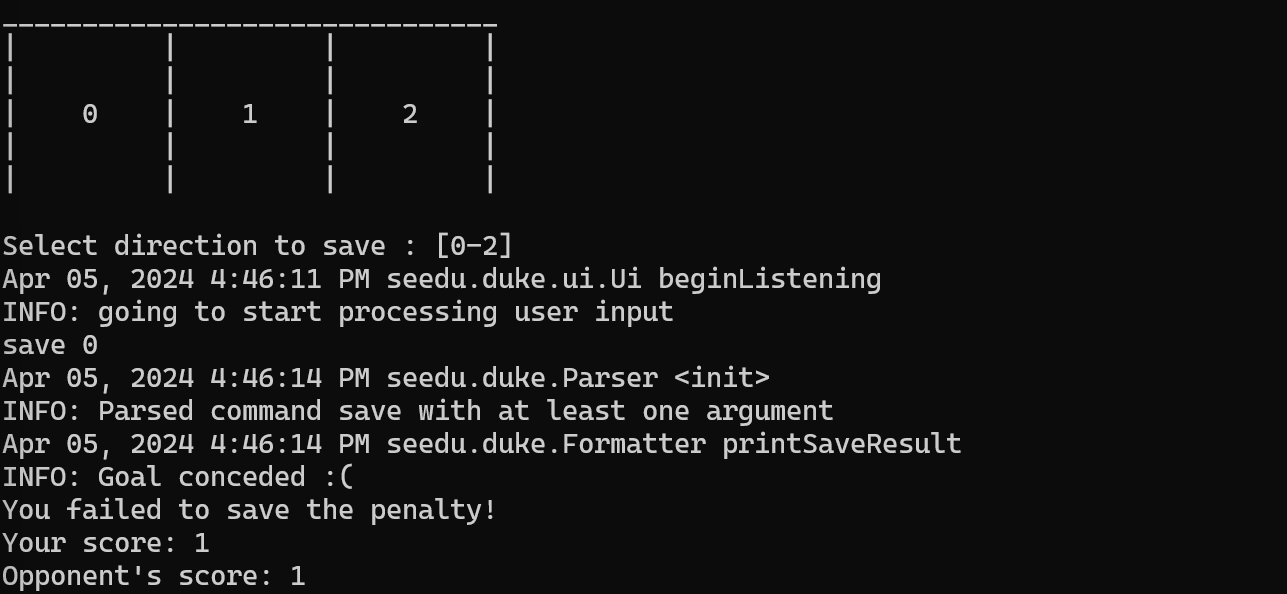 _______________________________
|         |         |         |
|         |         |         |
|    0    |    1    |    2    |
|         |         |         |
|         |         |         |
Select direction to save : [0-2]
Apr 05, 2024 4:46:11 PM seedu.duke.ui.Ui beginListening
INFO: going to start processing user input
save 0
Apr 05, 2024 4:46:14 PM seedu.duke.Parser <init>
INFO: Parsed command save with at least one argument
Apr 05, 2024 4:46:14 PM seedu.duke.Formatter printSaveResult
INFO: Goal conceded :(
You failed to save the penalty!
Your score: 1
Opponent's score: 1